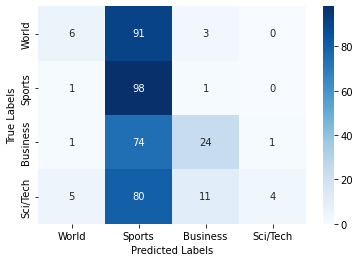 World 6 91 3 0
Sports 1 98 1 0
Business 1 74 24 1
Sci/Tech 5 80 11 4
World Sports Business Sci/Tech
Predicted Labels
True Labels
80
60
40
20
0